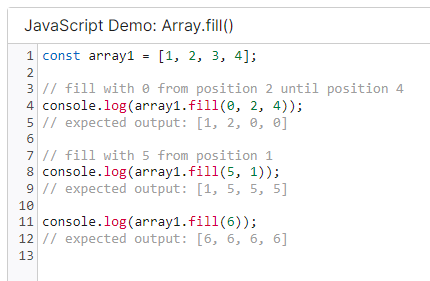 JavaScript Demo: Array.fill()
1 const array1 = [1, 2, 3, 4];
2
3 // fill with 0 from position 2 until position 4
4 console.log(array1.fill(0, 2, 4));
5 // expected output: [1, 2, 0, 0]
6
7 // fill with 5 from position 1
8 console.log(array1.fill(5, 1));
9 // expected output: [1, 5, 5, 5]
10
11 console.log(array1.fill(6));
12 // expected output: [6, 6, 6, 6]
13